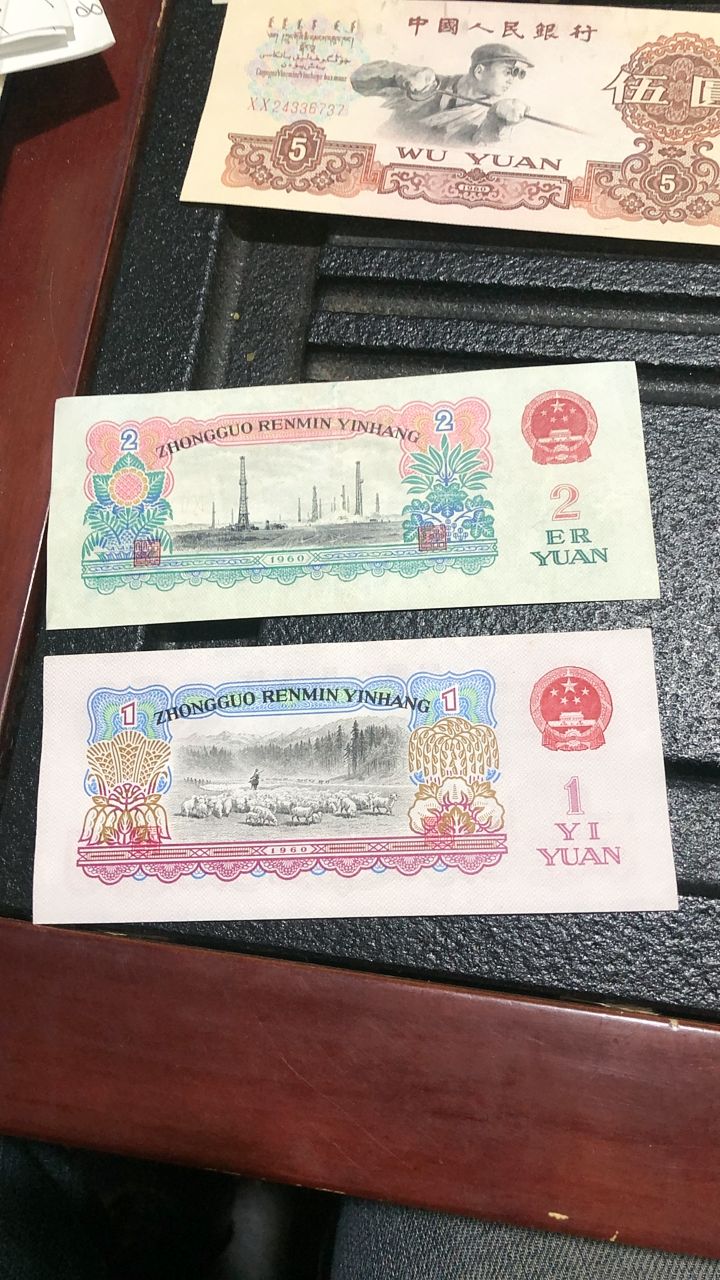 8
中國人民銀行
XX24336737
伍圓
5
WU YUAN
1960
5
2
ZHONGGUO RENMIN YINHANG
2
1960
2
ER
YUAN
1
ZHONGGUO RENMIN YINHANG
1
1960
1
YI
YUAN